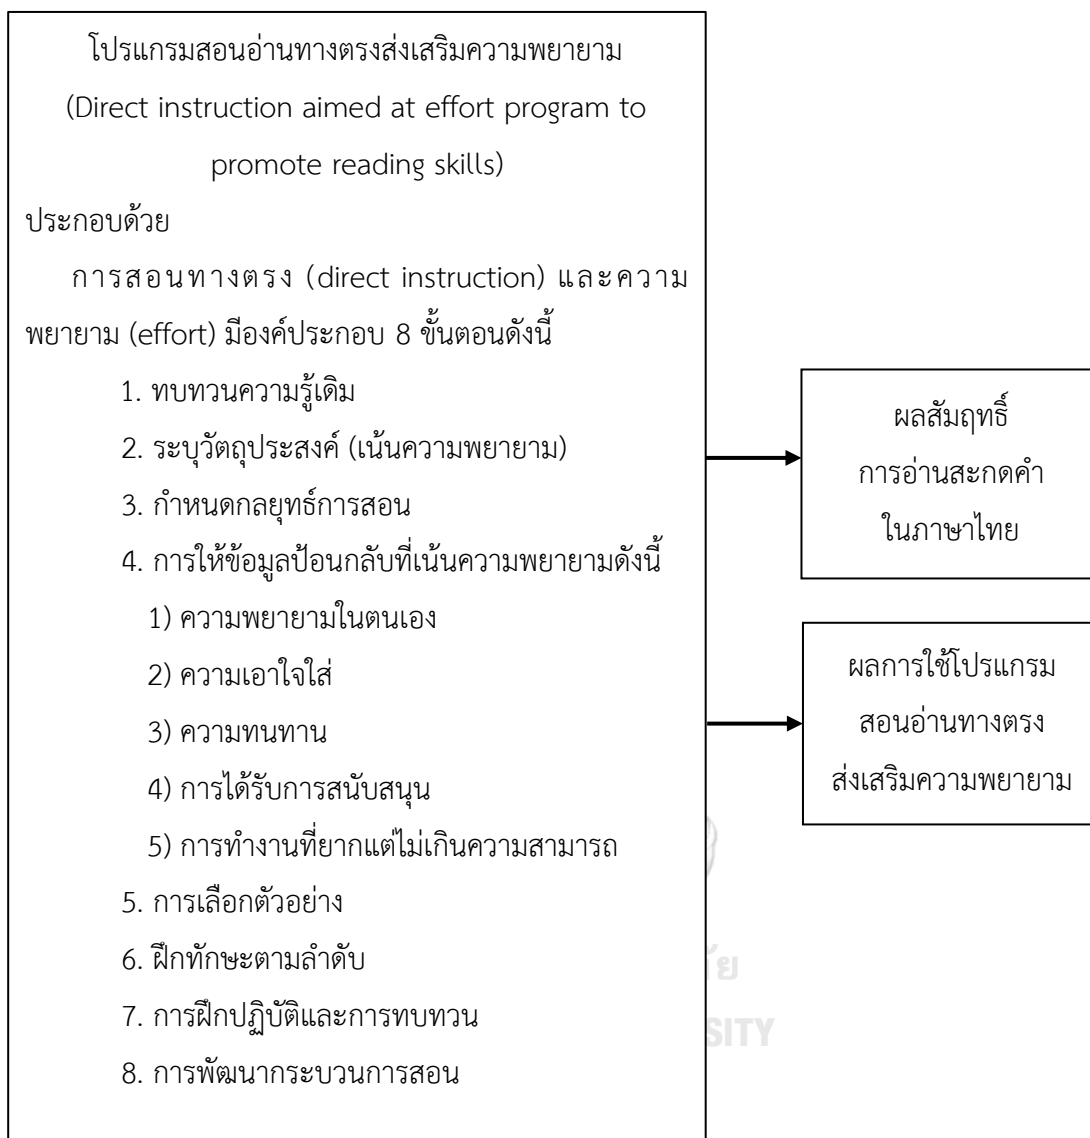 โปรแกรมสอนอ่านทางตรงส่งเสริมความพยายาม
(Direct instruction aimed at effort program to
promote reading skills)
ประกอบด้วย
การสอนทางตรง (direct instruction) และความ
พยายาม (effort) มีองค์ประกอบ 8 ขั้นตอนดังนี้
1. ทบทวนความรู้เดิม
2. ระบุวัตถุประสงค์ (เน้นความพยายาม)
3. กำหนดกลยุทธ์การสอน
4. การให้ข้อมูลป้อนกลับที่เน้นความพยายามดังนี้
1) ความพยายามในตนเอง
2) ความเอาใจใส่
3) ความทนทาน
4) การได้รับการสนับสนุน
5) การทำงานที่ยากแต่ไม่เกินความสามารถ
5. การเลือกตัวอย่าง
6. ฝึกทักษะตามลำดับ
7. การฝึกปฏิบัติและการทบทวน
8. การพัฒนากระบวนการสอน
ผลสัมฤทธิ์
การอ่านสะกดคำ
ในภาษาไทย
ผลการใช้โปรแกรม
สอนอ่านทางตรง
ส่งเสริมความพยายาม
ัย
SITY